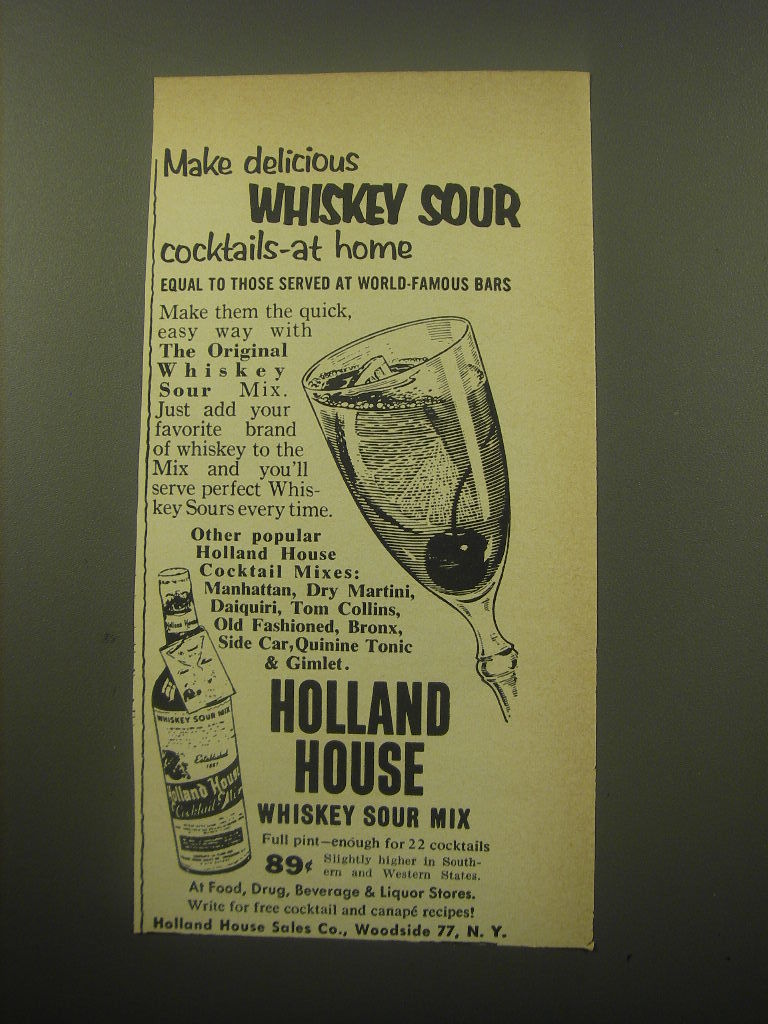 Make delicious
WHISKEY SOUR
cocktails-at home
EQUAL TO THOSE SERVED AT WORLD-FAMOUS BARS
Make them the quick,
easy way with
The Original
Whiskey
Sour Mix.
Just add your
favorite brand
of whiskey to the
Mix and you'll
serve perfect Whis-
key Sours every time.
Other popular
Holland House
Cocktail Mixes:
Manhattan, Dry Martini,
Daiquiri, Tom Collins,
Old Fashioned, Bronx,
Side Car, Quinine Tonic
& Gimlet.
WHISKEY SOUR MIX
Established
1887
Holland House
Cocktail Mix
HOLLAND
HOUSE
WHISKEY SOUR MIX
Full pint—enough for 22 cocktails
89¢ Slightly higher in South-
ern and Western States.
At Food, Drug, Beverage & Liquor Stores.
Write for free cocktail and canapé recipes!
Holland House Sales Co., Woodside 77, N. Y.